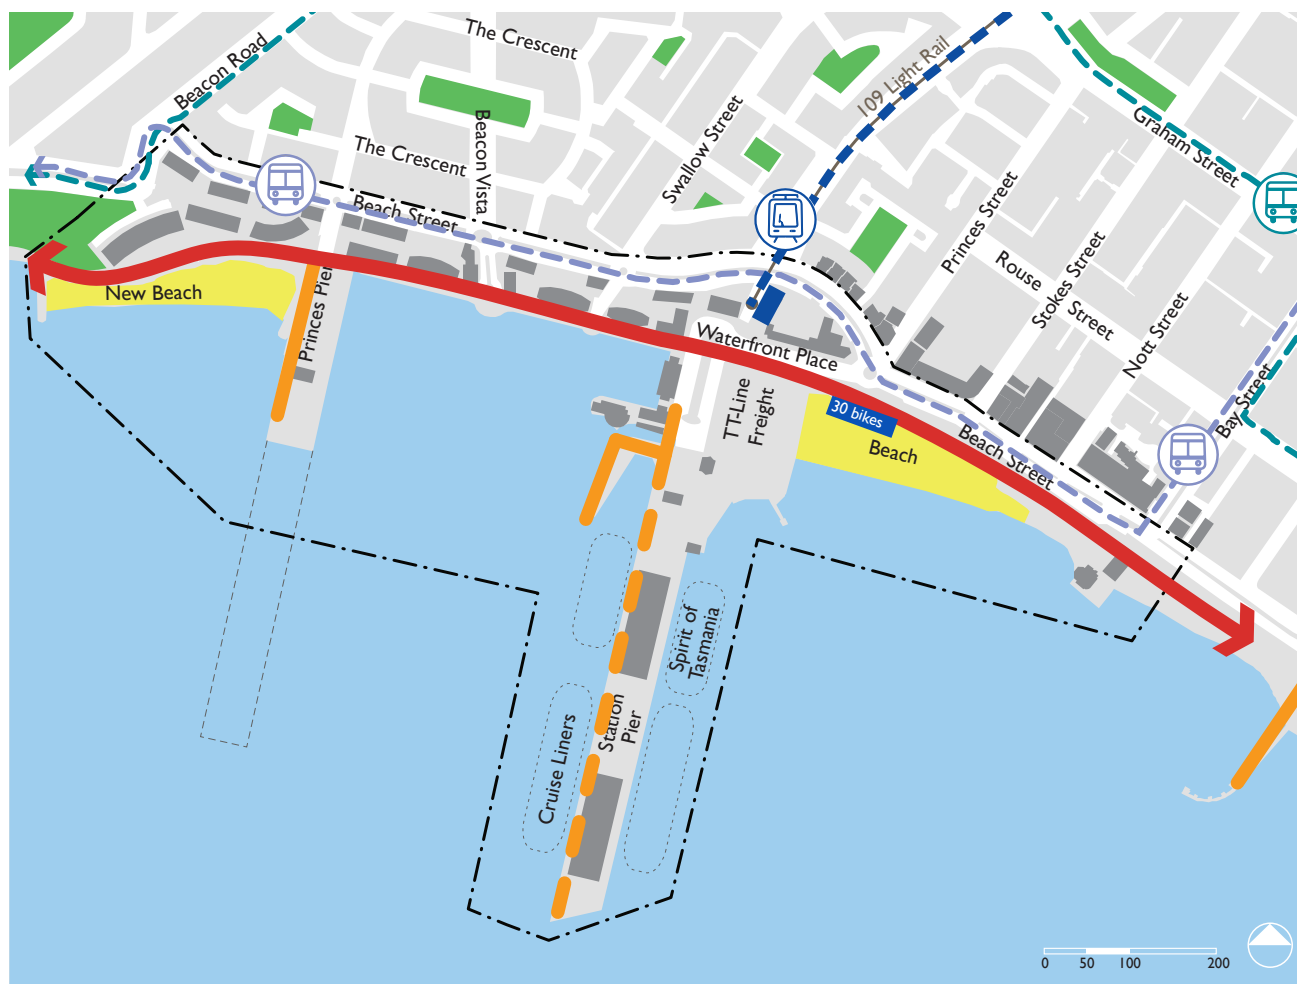 The Crescent
Beacon Road
109 Light Rail
Graham Street
Swallow Street
Beacon Vista
The Crescent
Beach Street
Princes Street
Rouse
Street
Stokes Street
Nott Street
Bay Street
New Beach
Princes Pier
Waterfront Place
TT-Line
Freight
30 bikes
Beach
Beach Street
Spirit of
Tasmania
Station
Pier
Cruise Liners
0 50 100 200